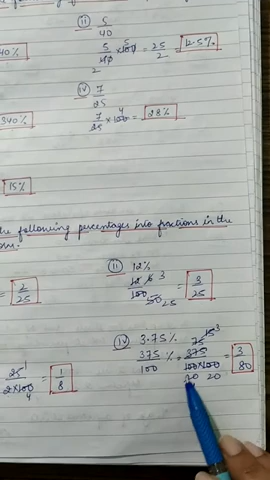 (ii) 5/40
40%
5/40 × 100 = 25/2 = 12.5%
(iv) 7/25
340%
7/25 × 100 = 28%
15%
the following percentages into fractions in the
(ii) 12%
= 2/25
12/100 = 3/25
(iv) 3.75%
25/2×100 = 1/8
375/100 % = 375/100×100 = 3/80